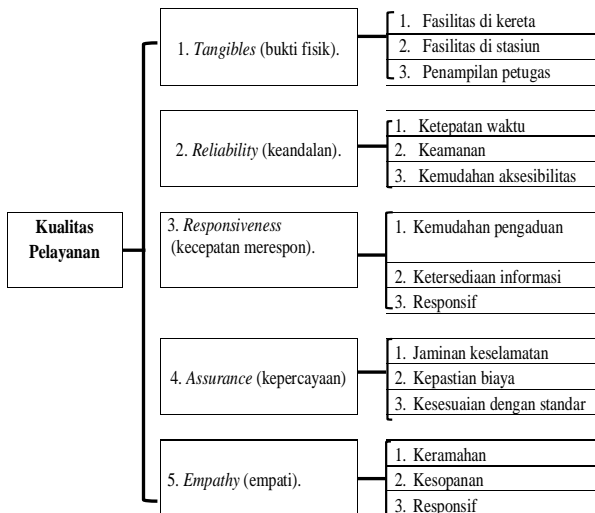 Kualitas
Pelayanan
1. Tangibles (bukti fisik).
1. Fasilitas di kereta
2. Fasilitas di stasiun
3. Penampilan petugas
2. Reliability (keandalan).
1. Ketepatan waktu
2. Keamanan
3. Kemudahan aksesibilitas
3. Responsiveness
(kecepatan merespon).
1. Kemudahan pengaduan
2. Ketersediaan informasi
3. Responsif
4. Assurance (kepercayaan)
1. Jaminan keselamatan
2. Kepastian biaya
3. Kesesuaian dengan standar
5. Empathy (empati).
1. Keramahan
2. Kesopanan
3. Responsif